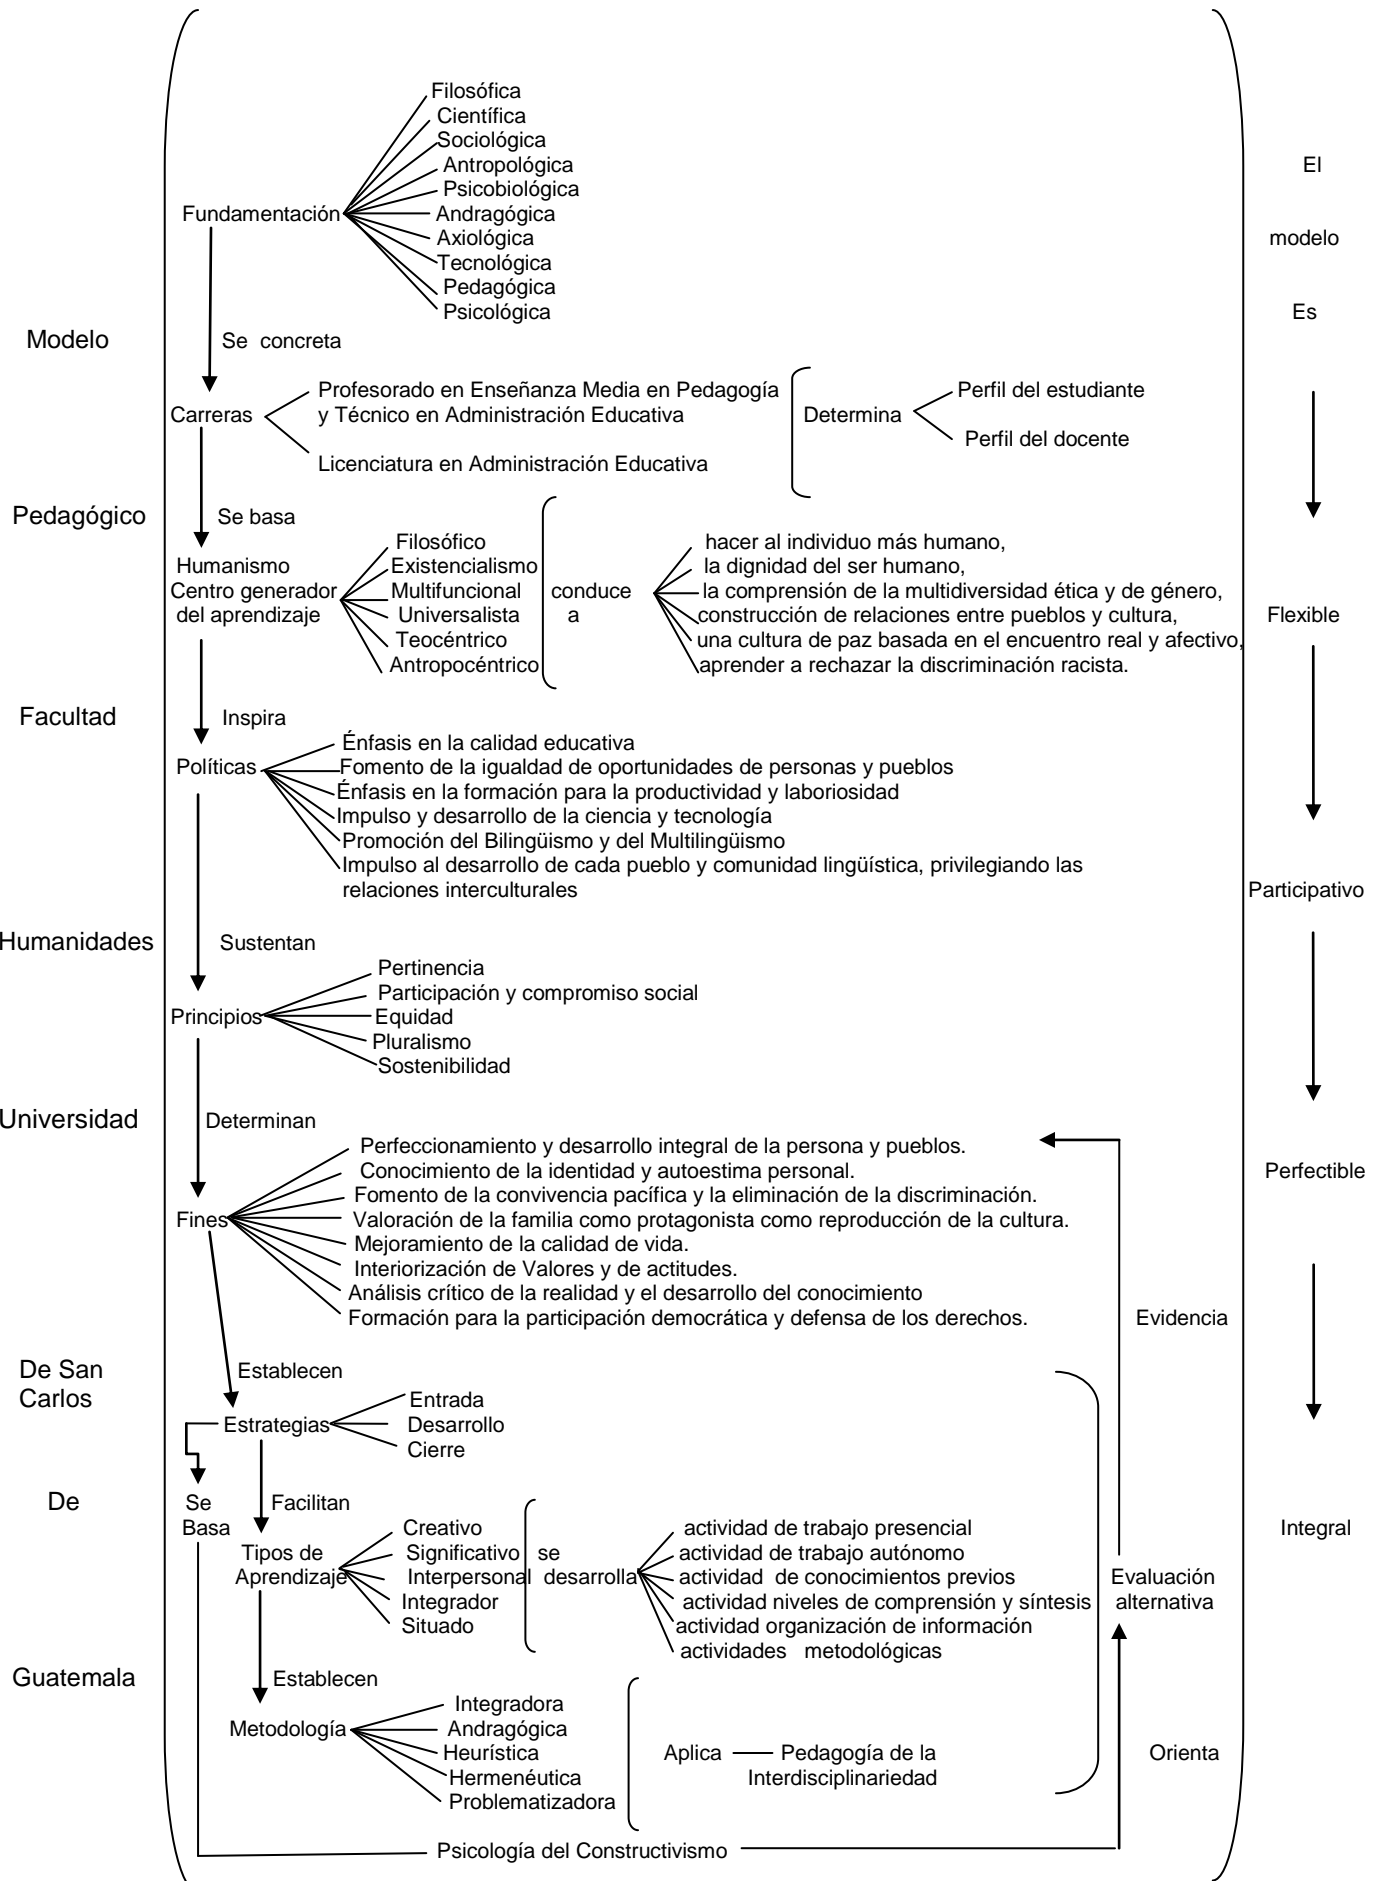 Filosófica
Científica
Sociológica
Antropológica
Psicobiológica
Fundamentación
Andragógica
Axiológica
Tecnológica
Pedagógica
Psicológica
Se concreta
Carreras
Profesorado en Enseñanza Media en Pedagogía
y Técnico en Administración Educativa
Licenciatura en Administración Educativa
Determina
Perfil del estudiante
Perfil del docente
Se basa
Humanismo
Centro generador
del aprendizaje
Filosófico
Existencialismo
Multifuncional
Universalista
Teocéntrico
Antropocéntrico
conduce
a
hacer al individuo más humano,
la dignidad del ser humano,
la comprensión de la multidiversidad ética y de género,
construcción de relaciones entre pueblos y cultura,
una cultura de paz basada en el encuentro real y afectivo,
aprender a rechazar la discriminación racista.
Inspira
Políticas
Énfasis en la calidad educativa
Fomento de la igualdad de oportunidades de personas y pueblos
Énfasis en la formación para la productividad y laboriosidad
Impulso y desarrollo de la ciencia y tecnología
Promoción del Bilingüismo y del Multilingüismo
Impulso al desarrollo de cada pueblo y comunidad lingüística, privilegiando las
relaciones interculturales
Sustentan
Principios
Pertinencia
Participación y compromiso social
Equidad
Pluralismo
Sostenibilidad
Determinan
Fines
Perfeccionamiento y desarrollo integral de la persona y pueblos.
Conocimiento de la identidad y autoestima personal.
Fomento de la convivencia pacífica y la eliminación de la discriminación.
Valoración de la familia como protagonista como reproducción de la cultura.
Mejoramiento de la calidad de vida.
Interiorización de Valores y de actitudes.
Análisis crítico de la realidad y el desarrollo del conocimiento
Formación para la participación democrática y defensa de los derechos.
Establecen
Estrategias
Entrada
Desarrollo
Cierre
Se
Basa
Facilitan
Tipos de
Aprendizaje
Creativo
Significativo
Interpersonal
Integrador
Situado
se
desarrolla
actividad de trabajo presencial
actividad de trabajo autónomo
actividad de conocimientos previos
actividad niveles de comprensión y síntesis
actividad organización de información
actividades metodológicas
Establecen
Metodología
Integradora
Andragógica
Heurística
Hermenéutica
Problematizadora
Aplica
Pedagogía de la
Interdisciplinariedad
Psicología del Constructivismo
Orienta
Evaluación
alternativa
Evidencia
Modelo
Pedagógico
Facultad
Humanidades
Universidad
De San
Carlos
De
Guatemala
El
modelo
Es
Flexible
Participativo
Perfectible
Integral